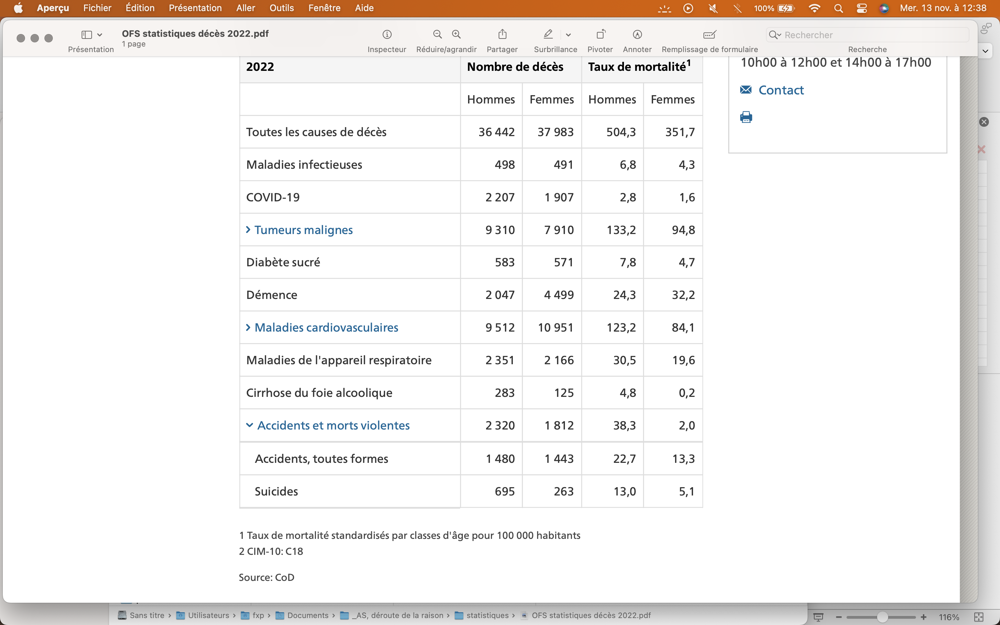 Aperçu Fichier Édition Présentation Aller Outils Fenêtre Aide 100% Mer. 13 nov. à 12:38
OFS statistiques décès 2022.pdf
1 page
Rechercher
Présentation Inspecteur Réduire/agrandir Partager Surbrillance Pivoter Annoter Remplissage de formulaire Recherche
2022 Nombre de décès Taux de mortalité¹
Hommes Femmes Hommes Femmes
Toutes les causes de décès 36 442 37 983 504,3 351,7
Maladies infectieuses 498 491 6,8 4,3
COVID-19 2 207 1 907 2,8 1,6
Tumeurs malignes 9 310 7 910 133,2 94,8
Diabète sucré 583 571 7,8 4,7
Démence 2 047 4 499 24,3 32,2
Maladies cardiovasculaires 9 512 10 951 123,2 84,1
Maladies de l'appareil respiratoire 2 351 2 166 30,5 19,6
Cirrhose du foie alcoolique 283 125 4,8 0,2
Accidents et morts violentes 2 320 1 812 38,3 2,0
Accidents, toutes formes 1 480 1 443 22,7 13,3
Suicides 695 263 13,0 5,1
1 Taux de mortalité standardisés par classes d'âge pour 100 000 habitants
2 CIM-10: C18
Source: CoD
10h00 à 12h00 et 14h00 à 17h00
Contact
Sans titre › Utilisateurs › fxp › Documents › _AS, déroute de la raison › statistiques › OFS statistiques décès 2022.pdf
116%